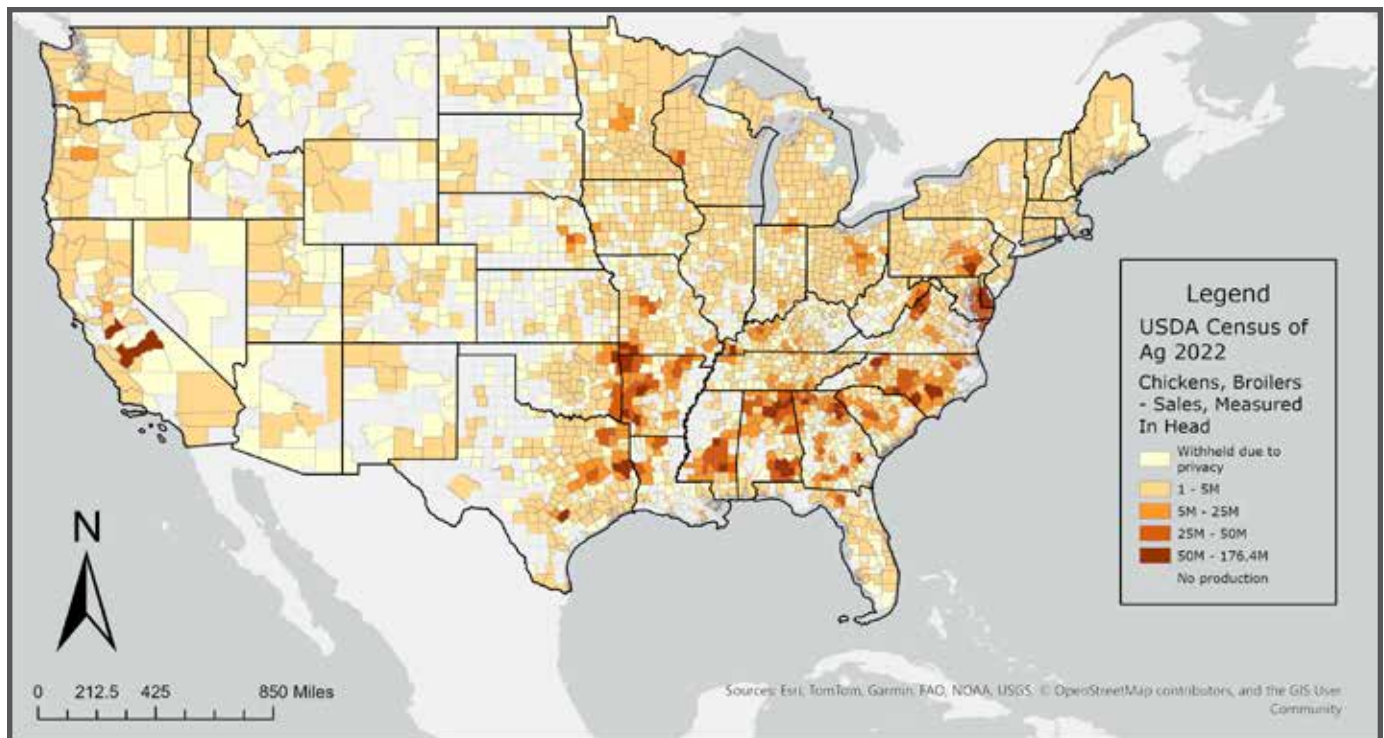 Legend
USDA Census of
Ag 2022
Chickens, Broilers
- Sales, Measured
In Head
Withheld due to
privacy
1 - 5M
5M - 25M
25M - 50M
50M - 176.4M
No production
N
0 212.5 425 850 Miles
Sources: Esri, TomTom, Garmin, FAO, NOAA, USGS, © OpenStreetMap contributors, and the GIS User
Community